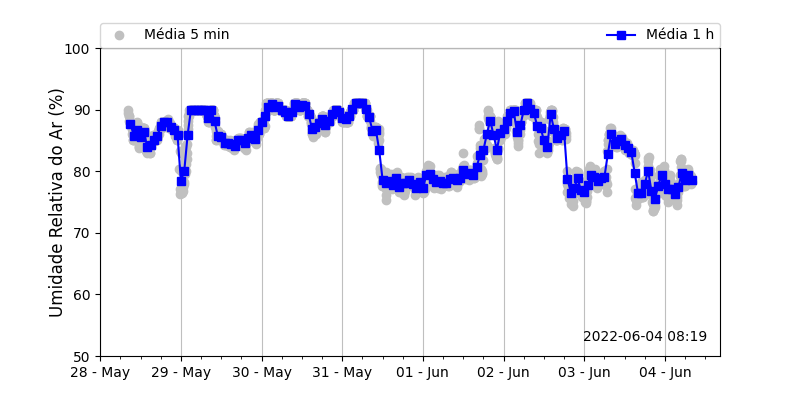 Média 5 min
Média 1 h
Umidade Relativa do Ar (%)
100
90
80
70
60
50
2022-06-04 08:19
28 - May
29 - May
30 - May
31 - May
01 - Jun
02 - Jun
03 - Jun
04 - Jun